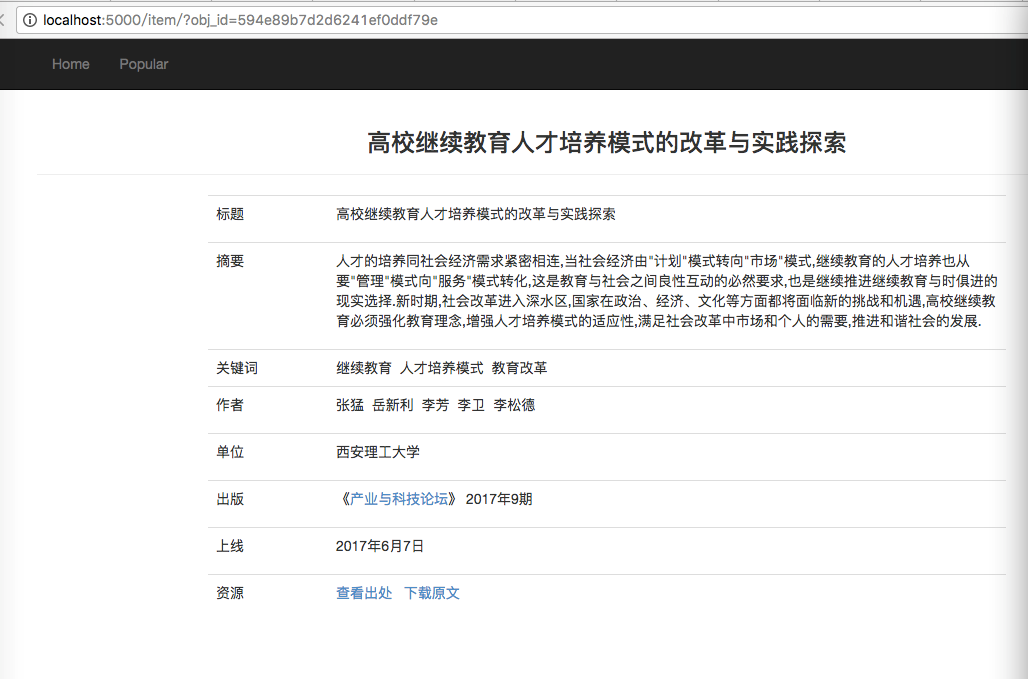 localhost:5000/item/?obj_id=594e89b7d2d6241ef0ddf79e
Home Popular
高校继续教育人才培养模式的改革与实践探索
标题 高校继续教育人才培养模式的改革与实践探索
摘要 人才的培养同社会经济需求紧密相连,当社会经济由"计划"模式转向"市场"模式,继续教育的人才培养也从
要"管理"模式向"服务"模式转化,这是教育与社会之间良性互动的必然要求,也是继续推进继续教育与时俱进的
现实选择.新时期,社会改革进入深水区,国家在政治、经济、文化等方面都将面临新的挑战和机遇,高校继续教
育必须强化教育理念,增强人才培养模式的适应性,满足社会改革中市场和个人的需要,推进和谐社会的发展.
关键词 继续教育 人才培养模式 教育改革
作者 张猛 岳新利 李芳 李卫 李松德
单位 西安理工大学
出版 《产业与科技论坛》 2017年9期
上线 2017年6月7日
资源 查看出处 下载原文